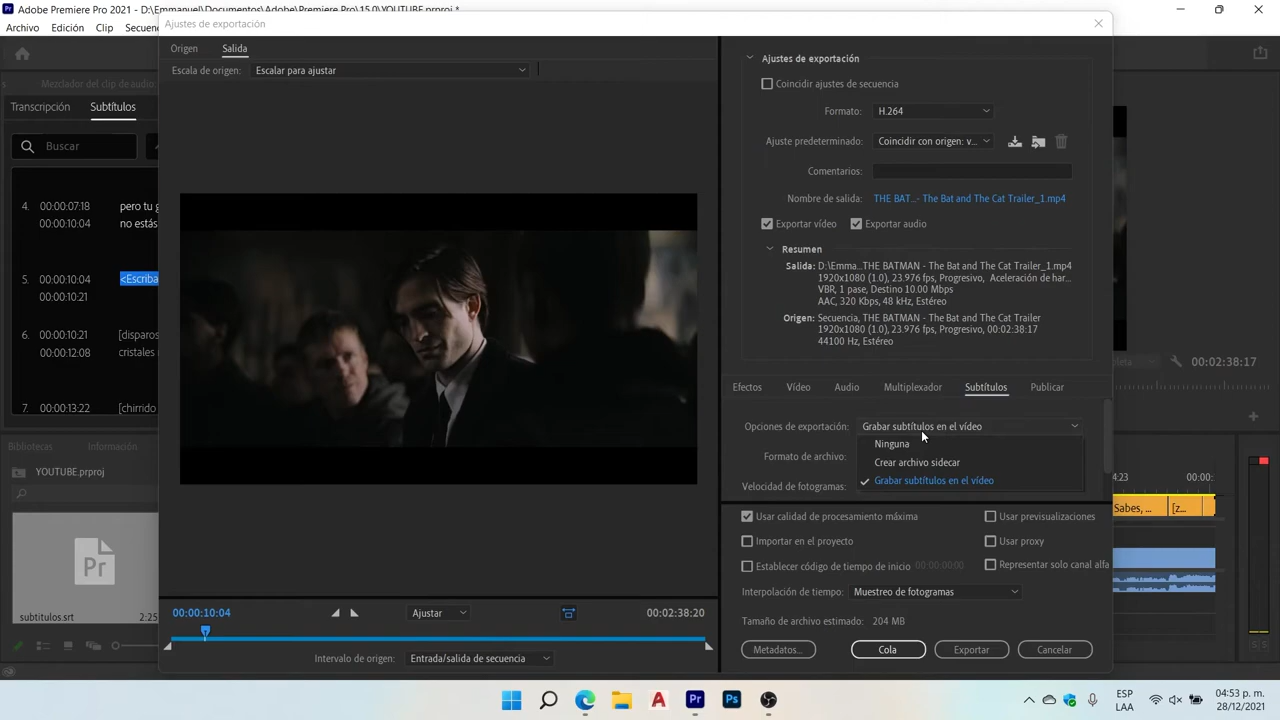 Adobe Premiere Pro 2021 - D:\Emmanuel\Documentos\Adobe\Premiere Pro\15.0\YOUTUBE.prproj *
Archivo Edición Clip Secuenc
Ajustes de exportación
Origen Salida
Escala de origen: Escalar para ajustar
Mezclador del clip de audio:
Transcripción Subtítulos
Buscar
4. 00:00:07:18 pero tu g
00:00:10:04 no estás
5. 00:00:10:04 <Escriba
00:00:10:21
6. 00:00:10:21 [disparos
00:00:12:08 cristales
7. 00:00:13:22 [chirrido
Bibliotecas Información
YOUTUBE.prproj
subtitulos.srt 2:25
00:00:10:04 Ajustar 00:02:38:20
Intervalo de origen: Entrada/salida de secuencia
Ajustes de exportación
Coincidir ajustes de secuencia
Formato: H.264
Ajuste predeterminado: Coincidir con origen: v...
Comentarios:
Nombre de salida: THE BAT...- The Bat and The Cat Trailer_1.mp4
Exportar vídeo Exportar audio
Resumen
Salida: D:\Emma...THE BATMAN - The Bat and The Cat Trailer_1.mp4
1920x1080 (1.0), 23.976 fps, Progresivo, Aceleración de har...
VBR, 1 pase, Destino 10.00 Mbps
AAC, 320 Kbps, 48 kHz, Estéreo
Origen: Secuencia, THE BATMAN - The Bat and The Cat Trailer
1920x1080 (1.0), 23.976 fps, Progresivo, 00:02:38:17
44100 Hz, Estéreo
Efectos Vídeo Audio Multiplexador Subtítulos Publicar
Opciones de exportación: Grabar subtítulos en el vídeo
Ninguna
Formato de archivo: Crear archivo sidecar
Velocidad de fotogramas: Grabar subtítulos en el vídeo
Usar calidad de procesamiento máxima Usar previsualizaciones
Importar en el proyecto Usar proxy
Establecer código de tiempo de inicio 00:00:00:00 Representar solo canal alfa
Interpolación de tiempo: Muestreo de fotogramas
Tamaño de archivo estimado: 204 MB
Metadatos... Cola Exportar Cancelar
leta 00:02:38:17
4:23
Sabes, ... [z...
Pr
Pr Ps
ESP
LAA
04:53 p. m.
28/12/2021